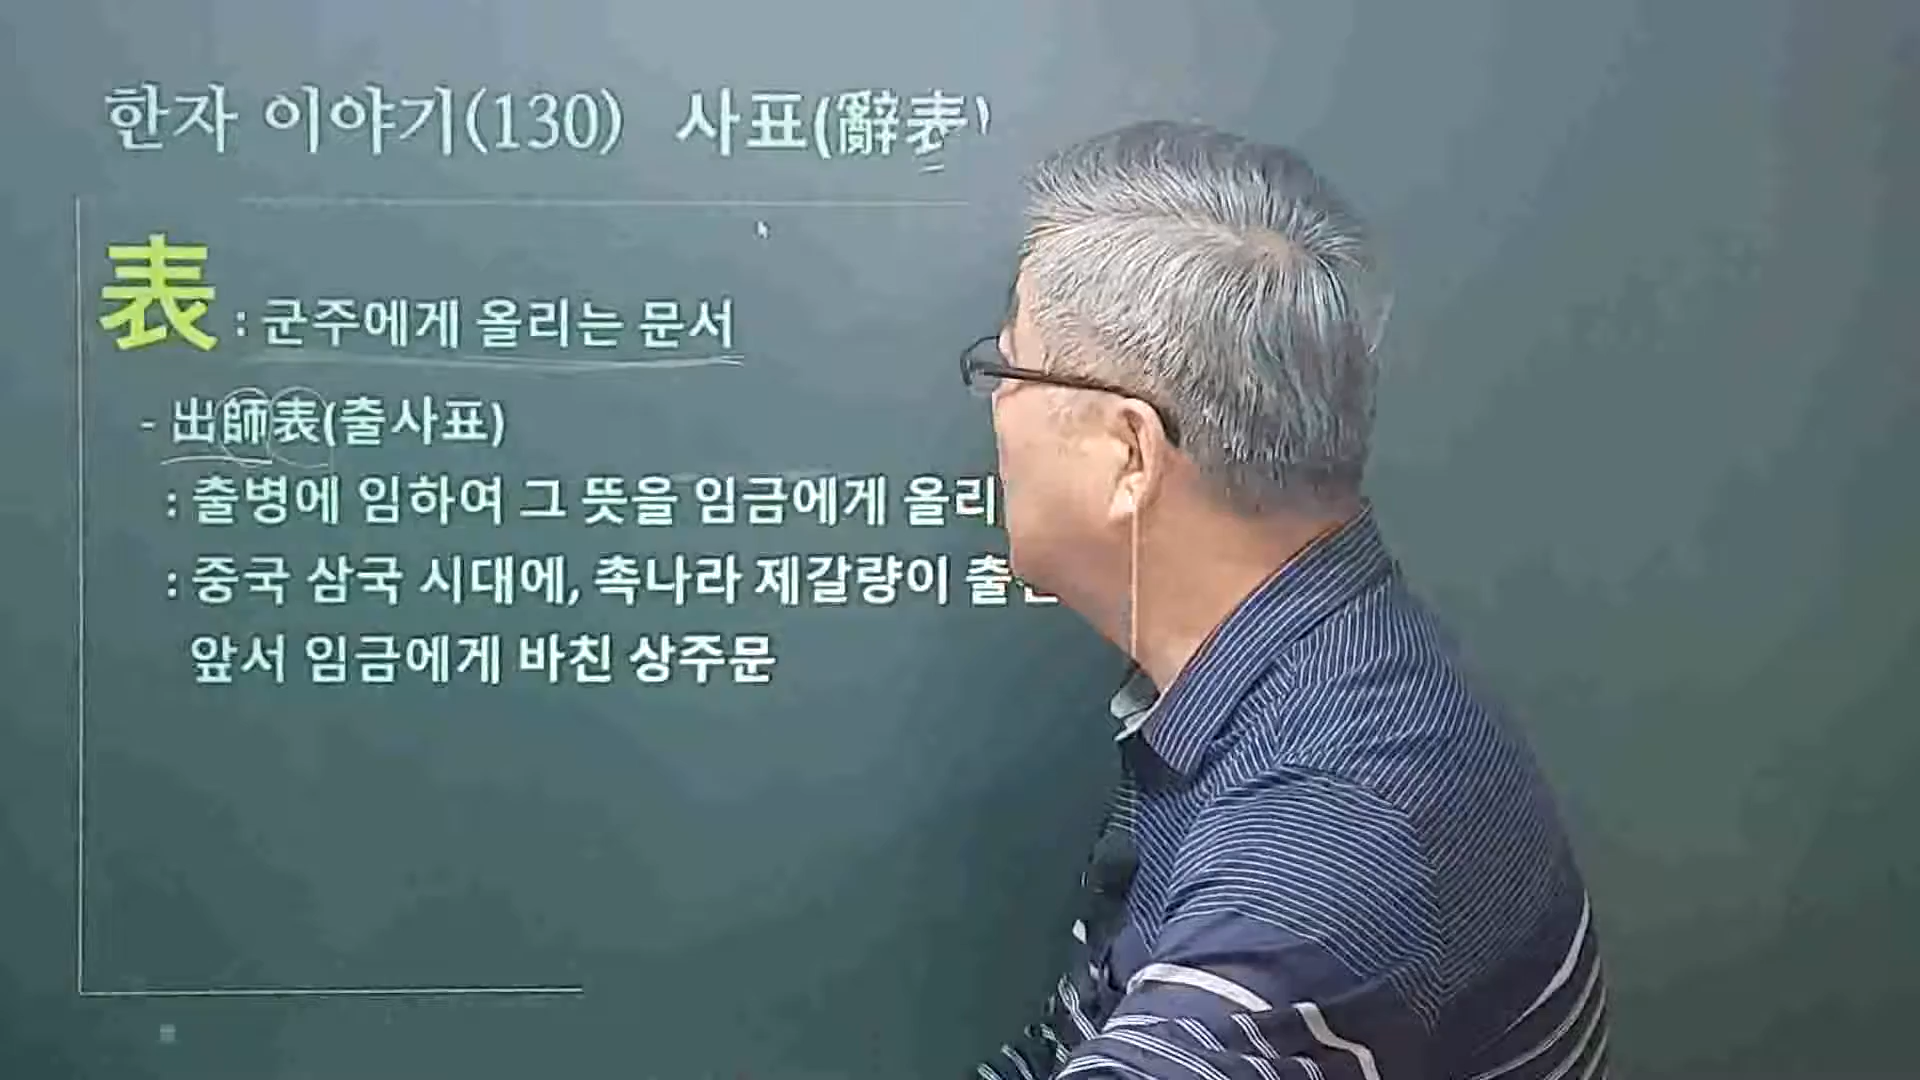 한자 이야기(130) 사표(辭表)
表 : 군주에게 올리는 문서
- 出師表(출사표)
: 출병에 임하여 그 뜻을 임금에게 올리
: 중국 삼국 시대에, 촉나라 제갈량이
앞서 임금에게 바친 상주문